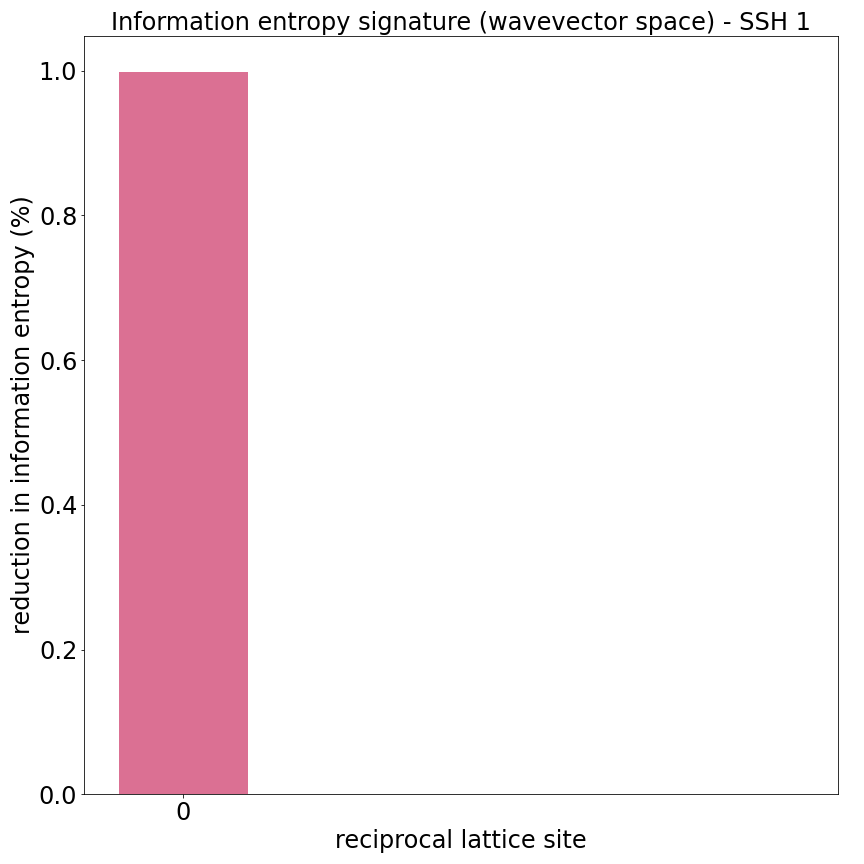 Information entropy signature (wavevector space) - SSH 1
reduction in information entropy (%)
1.0
0.8
0.6
0.4
0.2
0.0
0
reciprocal lattice site